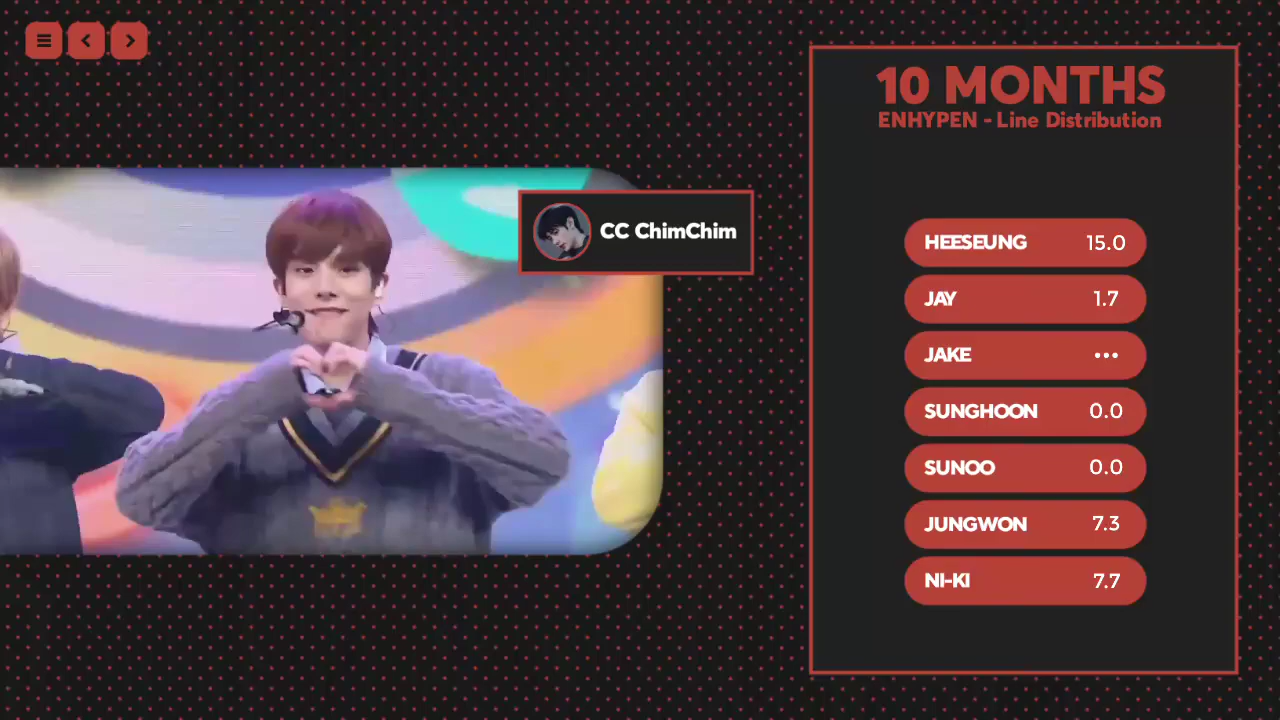 10 MONTHS
ENHYPEN - Line Distribution
CC ChimChim
HEESEUNG 15.0
JAY 1.7
JAKE •••
SUNGHOON 0.0
SUNOO 0.0
JUNGWON 7.3
NI-KI 7.7